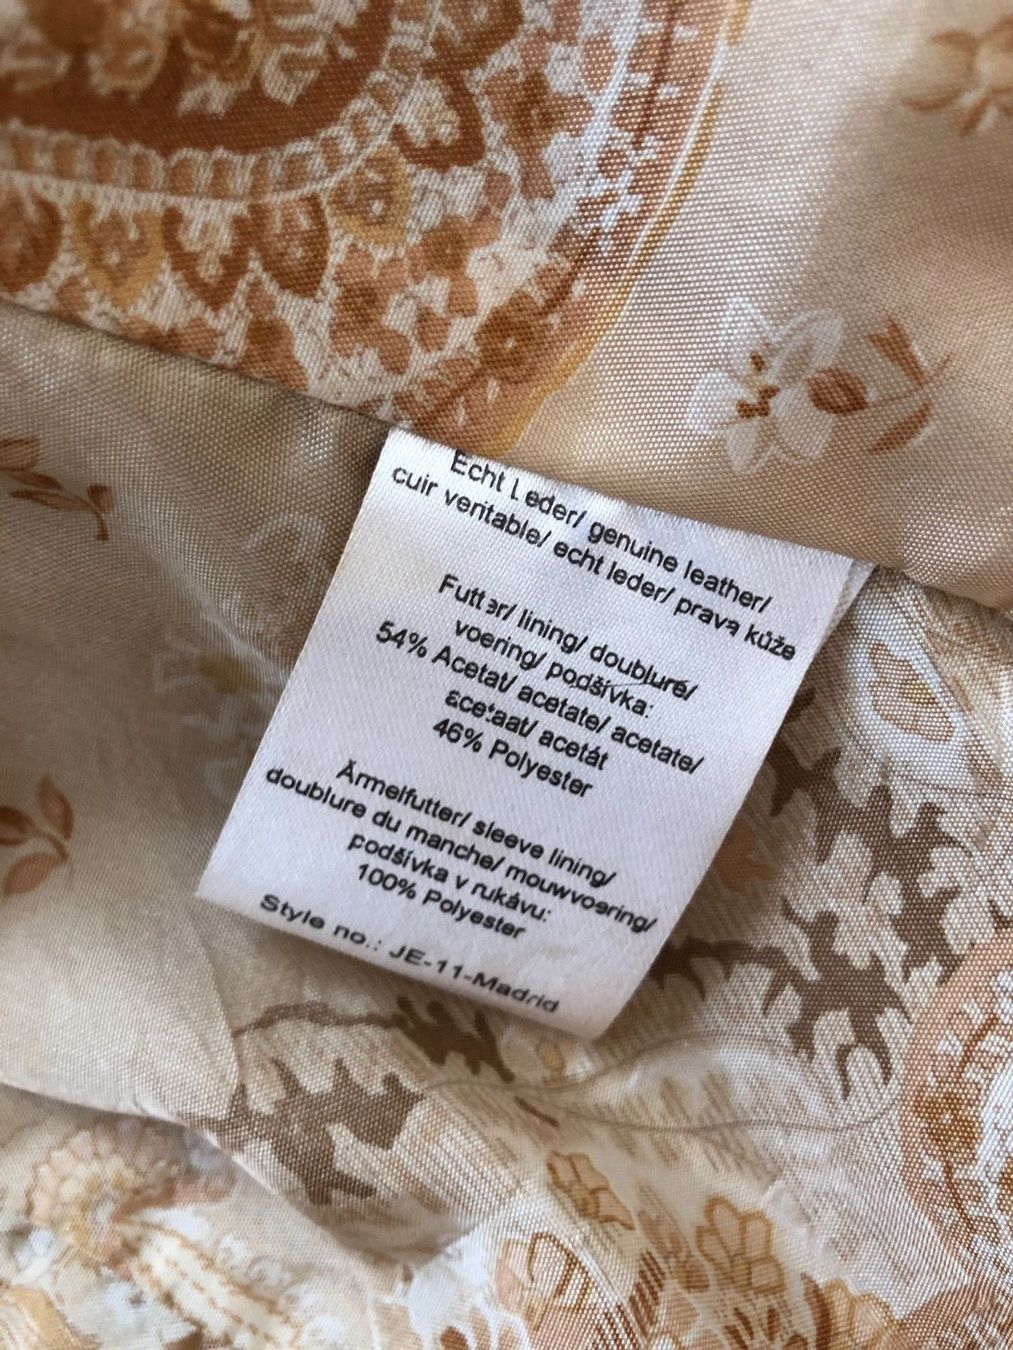 Echt Leder/ genuine leather/
cuir veritable/ echt leder/ prava kůže
Futter/ lining/ doublure/
voering/ podšívka:
54% Acetat/ acetate/ acetate/
acetaat/ acetát
46% Polyester
Ärmelfutter/ sleeve lining/
doublure du manche/ mouwvoering/
podšívka v rukávu:
100% Polyester
Style no.: JE-11-Madrid